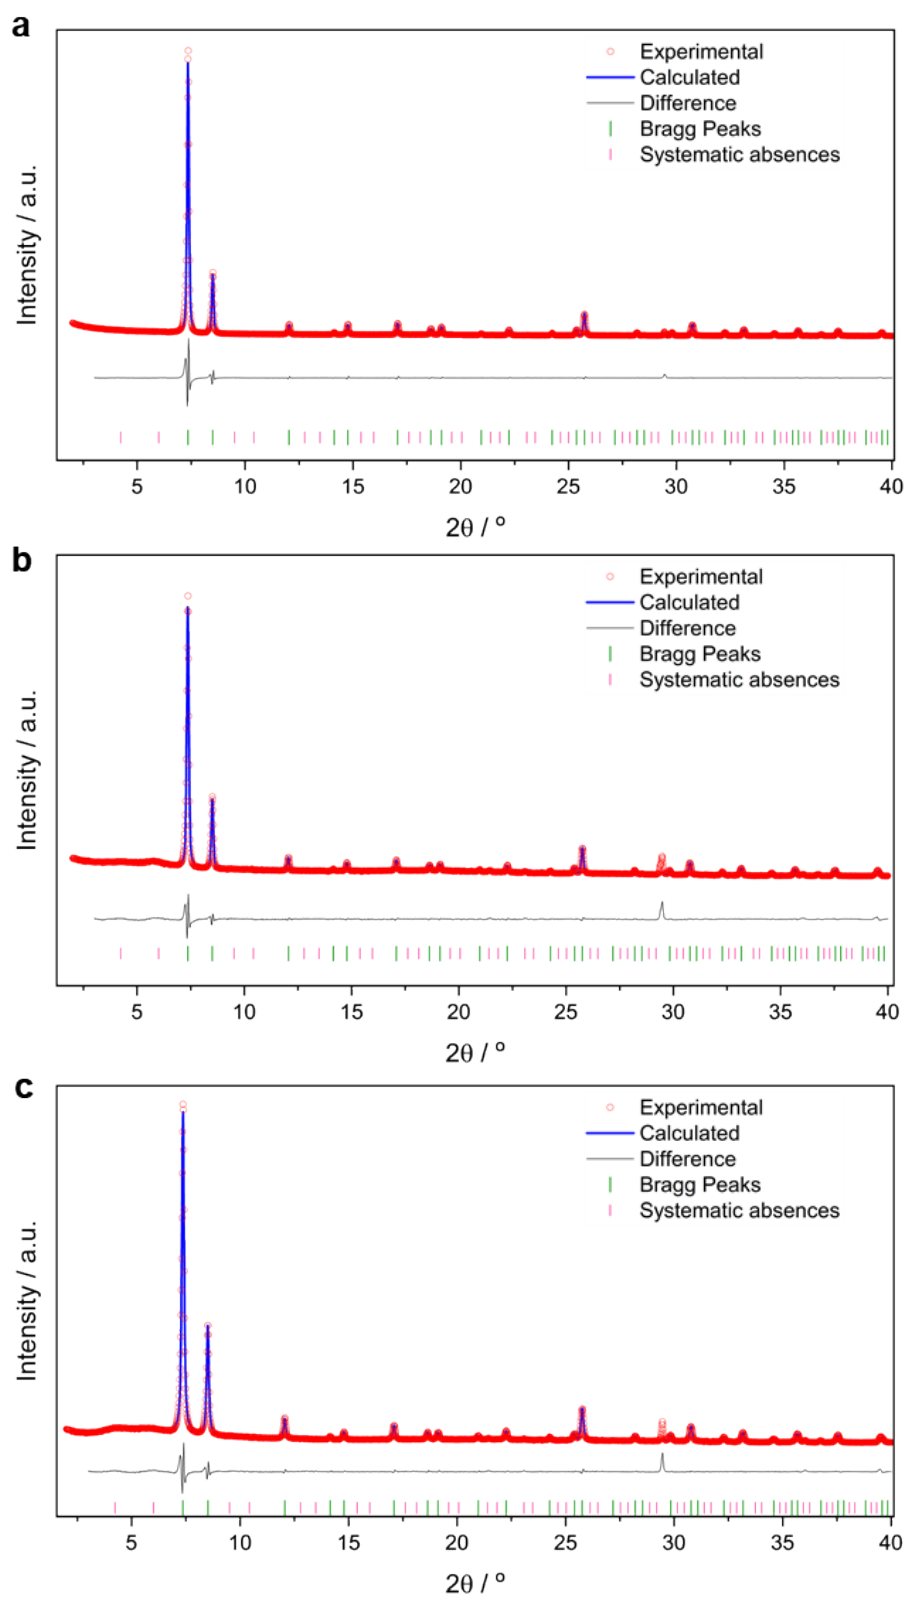 a
Experimental
Calculated
Difference
Bragg Peaks
Systematic absences
Intensity / a.u.
5 10 15 20 25 30 35 40
2θ / º
b
Experimental
Calculated
Difference
Bragg Peaks
Systematic absences
Intensity / a.u.
5 10 15 20 25 30 35 40
2θ / º
c
Experimental
Calculated
Difference
Bragg Peaks
Systematic absences
Intensity / a.u.
5 10 15 20 25 30 35 40
2θ / º